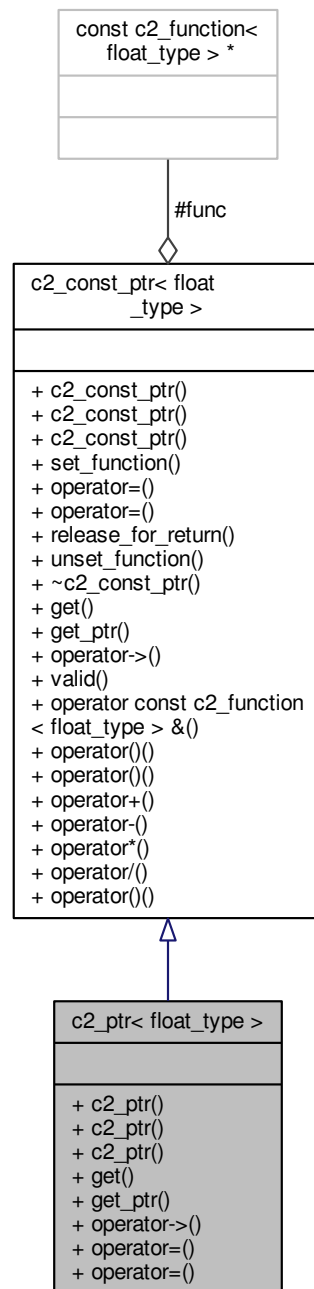 const c2_function<
float_type > *
#func
c2_const_ptr< float
_type >
+ c2_const_ptr()
+ c2_const_ptr()
+ c2_const_ptr()
+ set_function()
+ operator=()
+ operator=()
+ release_for_return()
+ unset_function()
+ ~c2_const_ptr()
+ get()
+ get_ptr()
+ operator->()
+ valid()
+ operator const c2_function
< float_type > &()
+ operator()()
+ operator()()
+ operator+()
+ operator-()
+ operator*()
+ operator/()
+ operator()()
c2_ptr< float_type >
+ c2_ptr()
+ c2_ptr()
+ c2_ptr()
+ get()
+ get_ptr()
+ operator->()
+ operator=()
+ operator=()